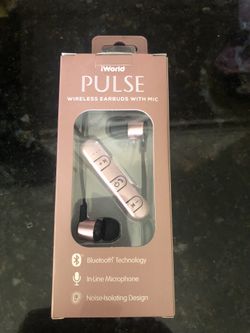 iWorld
PULSE
WIRELESS EARBUDS WITH MIC
Bluetooth® Technology
In-Line Microphone
Noise-Isolating Design